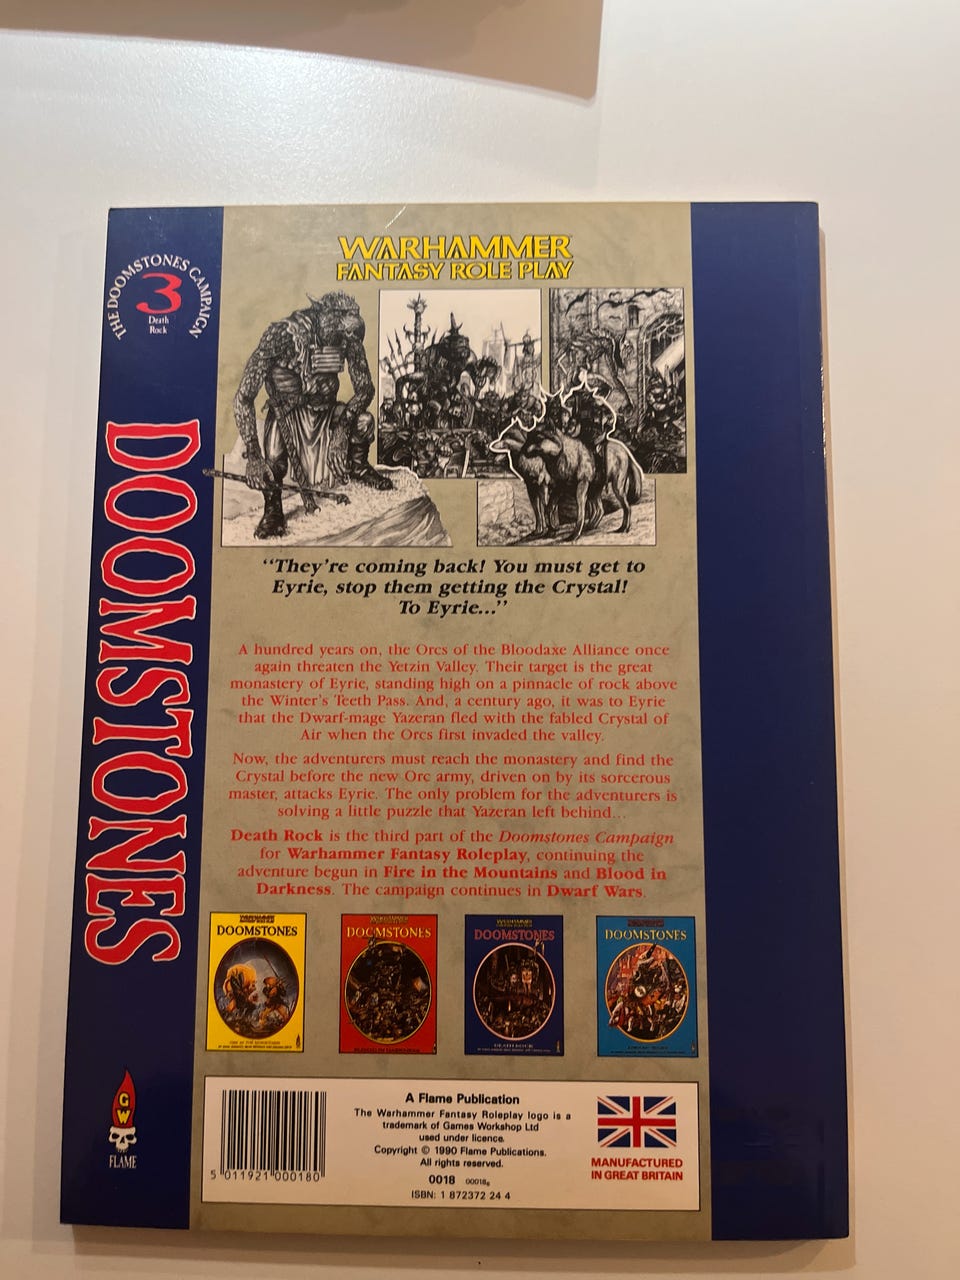 THE DOOMSTONES CAMPAIGN
3
Death
Rock
DOOMSTONES
GW
FLAME
WARHAMMER
FANTASY ROLE PLAY
“They’re coming back! You must get to
Eyrie, stop them getting the Crystal!
To Eyrie...”
A hundred years on, the Orcs of the Bloodaxe Alliance once
again threaten the Yetzin Valley. Their target is the great
monastery of Eyrie, standing high on a pinnacle of rock above
the Winter’s Teeth Pass. And, a century ago, it was to Eyrie
that the Dwarf-mage Yazeran fled with the fabled Crystal of
Air when the Orcs first invaded the valley.
Now, the adventurers must reach the monastery and find the
Crystal before the new Orc army, driven on by its sorcerous
master, attacks Eyrie. The only problem for the adventurers is
solving a little puzzle that Yazeran left behind...
Death Rock is the third part of the Doomstones Campaign
for Warhammer Fantasy Roleplay, continuing the
adventure begun in Fire in the Mountains and Blood in
Darkness. The campaign continues in Dwarf Wars.
DOOMSTONES
DOOMSTONES
DOOMSTONES
DOOMSTONES
BLOOD IN DARKNESS
DEATH ROCK
5 011921 000180
A Flame Publication
The Warhammer Fantasy Roleplay logo is a
trademark of Games Workshop Ltd
used under licence.
Copyright © 1990 Flame Publications.
All rights reserved.
0018 00018
ISBN: 1 872372 24 4
MANUFACTURED
IN GREAT BRITAIN